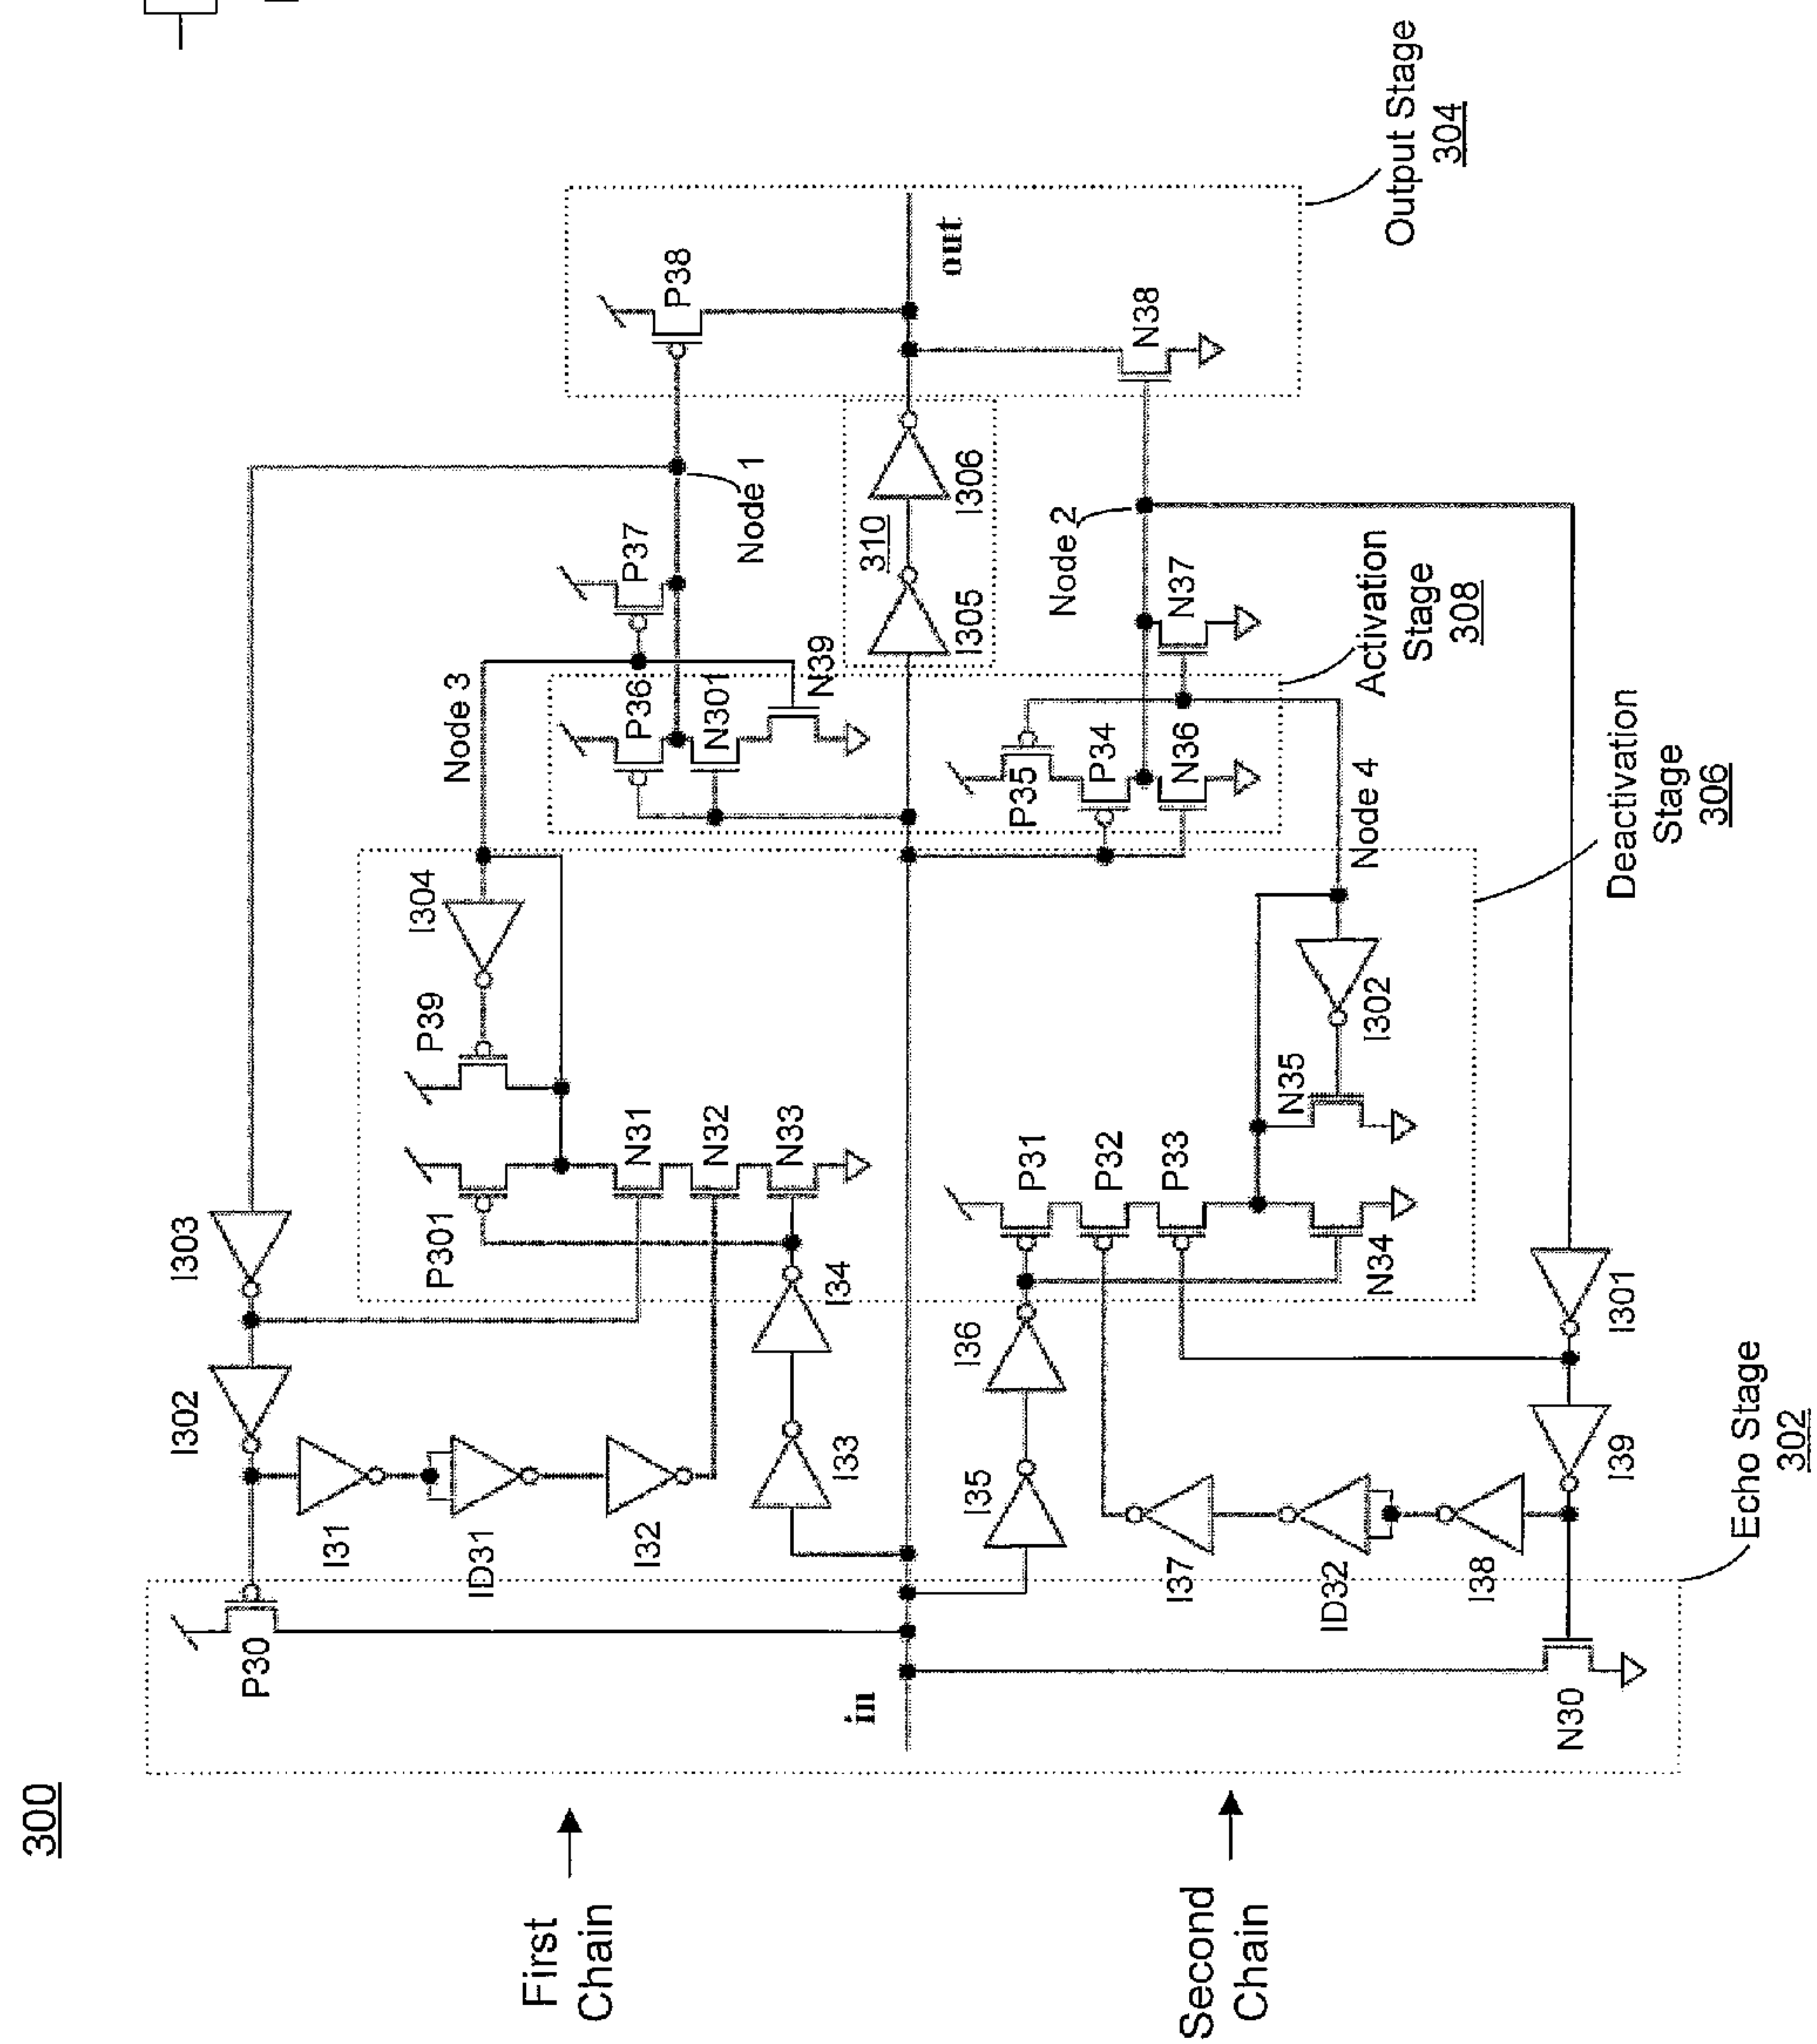 300
First
Chain
Second
Chain
in
P30
N30
Echo Stage
302
I302
I303
I31
ID31
I32
I33
I34
I35
I36
I37
ID32
I38
I39
I301
P301
P39
I304
N31
N32
N33
P31
P32
P33
N34
N35
I302
Deactivation
Stage
306
Node 3
Node 4
P36
N301
N39
P37
P35
P34
N36
N37
Activation
Stage
308
I305
310
I306
Node 1
Node 2
P38
N38
out
Output Stage
304